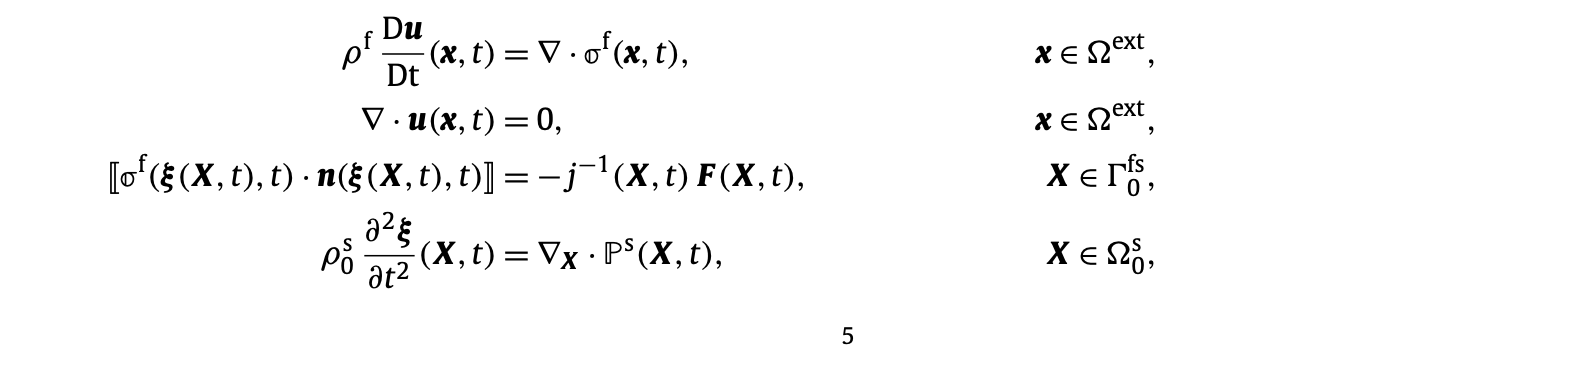 ρ^f Du/Dt (x, t) = ∇ · σ^f(x, t), x ∈ Ω^ext,
∇ · u(x, t) = 0, x ∈ Ω^ext,
⟦σ^f(ξ(X, t), t) · n(ξ(X, t), t)⟧ = −j^{−1}(X, t) F(X, t), X ∈ Γ_0^fs,
ρ_0^s ∂²ξ/∂t² (X, t) = ∇_X · ℙ^s(X, t), X ∈ Ω_0^s,
5